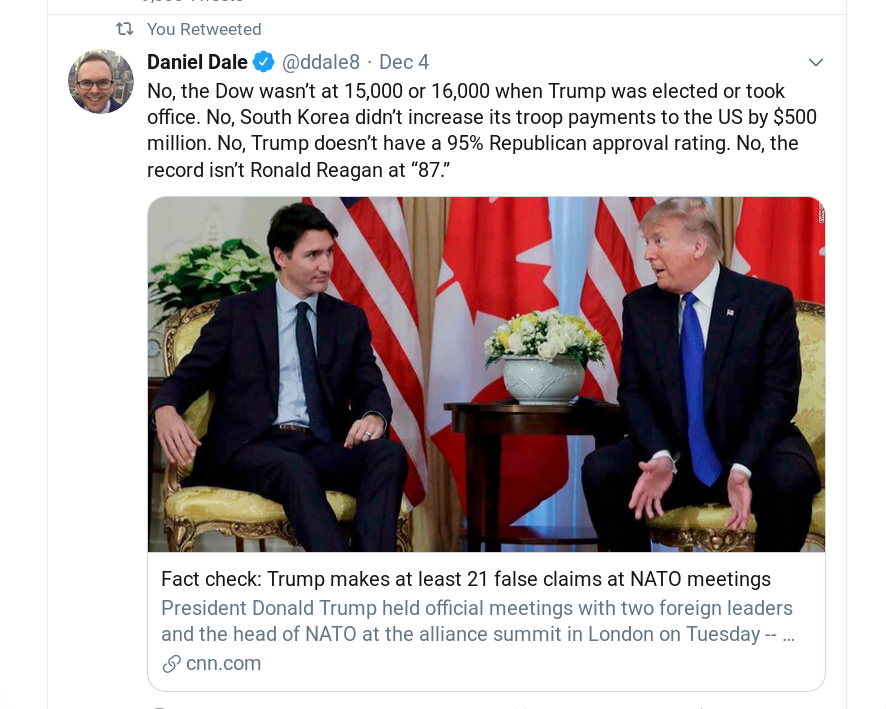 You Retweeted
Daniel Dale @ddale8 · Dec 4
No, the Dow wasn’t at 15,000 or 16,000 when Trump was elected or took
office. No, South Korea didn’t increase its troop payments to the US by $500
million. No, Trump doesn’t have a 95% Republican approval rating. No, the
record isn’t Ronald Reagan at “87.”
Fact check: Trump makes at least 21 false claims at NATO meetings
President Donald Trump held official meetings with two foreign leaders
and the head of NATO at the alliance summit in London on Tuesday -- ...
cnn.com